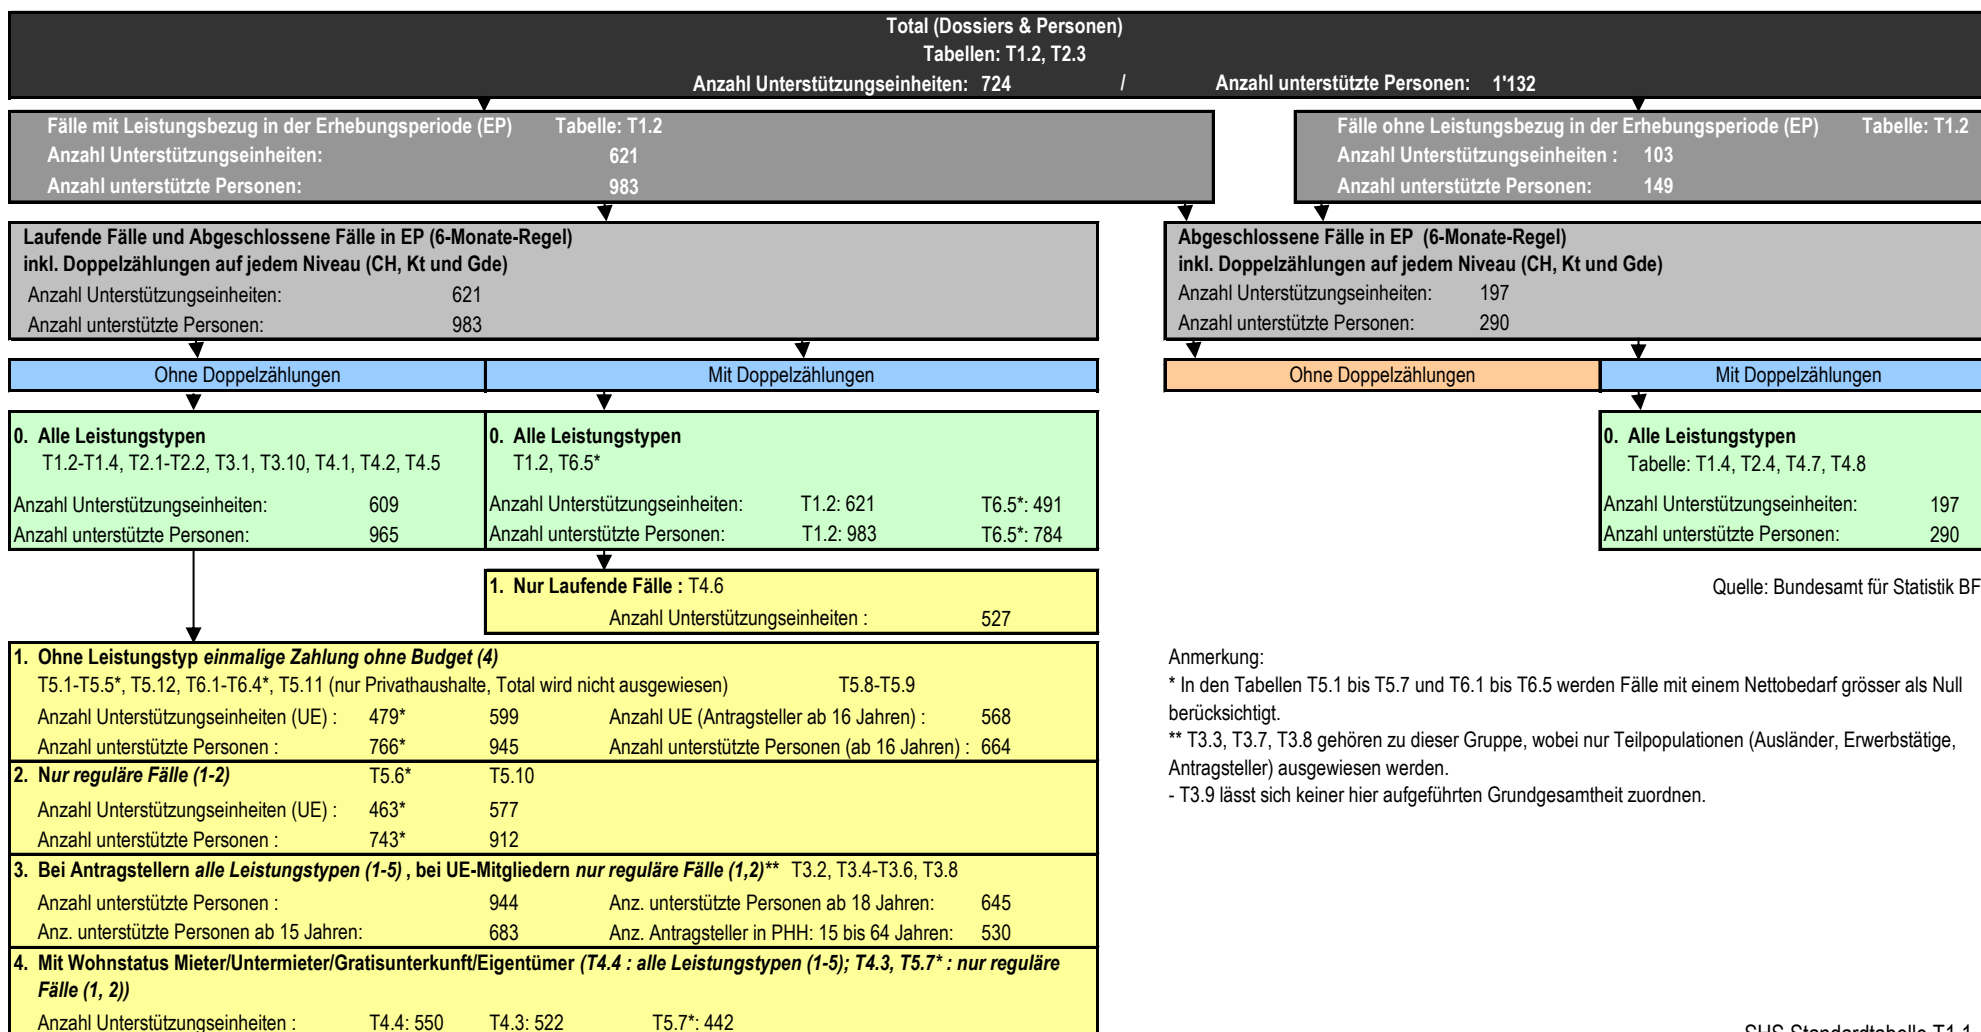 Total (Dossiers & Personen)
Tabellen: T1.2, T2.3
Anzahl Unterstützungseinheiten: 724 / Anzahl unterstützte Personen: 1'132
Fälle mit Leistungsbezug in der Erhebungsperiode (EP) Tabelle: T1.2
Anzahl Unterstützungseinheiten: 621
Anzahl unterstützte Personen: 983
Fälle ohne Leistungsbezug in der Erhebungsperiode (EP) Tabelle: T1.2
Anzahl Unterstützungseinheiten : 103
Anzahl unterstützte Personen: 149
Laufende Fälle und Abgeschlossene Fälle in EP (6-Monate-Regel)
inkl. Doppelzählungen auf jedem Niveau (CH, Kt und Gde)
Anzahl Unterstützungseinheiten: 621
Anzahl unterstützte Personen: 983
Abgeschlossene Fälle in EP (6-Monate-Regel)
inkl. Doppelzählungen auf jedem Niveau (CH, Kt und Gde)
Anzahl Unterstützungseinheiten: 197
Anzahl unterstützte Personen: 290
Ohne Doppelzählungen
Mit Doppelzählungen
Ohne Doppelzählungen
Mit Doppelzählungen
0. Alle Leistungstypen
T1.2-T1.4, T2.1-T2.2, T3.1, T3.10, T4.1, T4.2, T4.5
Anzahl Unterstützungseinheiten: 609
Anzahl unterstützte Personen: 965
0. Alle Leistungstypen
T1.2, T6.5*
Anzahl Unterstützungseinheiten: T1.2: 621 T6.5*: 491
Anzahl unterstützte Personen: T1.2: 983 T6.5*: 784
0. Alle Leistungstypen
Tabelle: T1.4, T2.4, T4.7, T4.8
Anzahl Unterstützungseinheiten: 197
Anzahl unterstützte Personen: 290
1. Nur Laufende Fälle : T4.6
Anzahl Unterstützungseinheiten : 527
Quelle: Bundesamt für Statistik BF
1. Ohne Leistungstyp einmalige Zahlung ohne Budget (4)
T5.1-T5.5*, T5.12, T6.1-T6.4*, T5.11 (nur Privathaushalte, Total wird nicht ausgewiesen) T5.8-T5.9
Anzahl Unterstützungseinheiten (UE) : 479* 599 Anzahl UE (Antragsteller ab 16 Jahren) : 568
Anzahl unterstützte Personen : 766* 945 Anzahl unterstützte Personen (ab 16 Jahren) : 664
2. Nur reguläre Fälle (1-2) T5.6* T5.10
Anzahl Unterstützungseinheiten (UE) : 463* 577
Anzahl unterstützte Personen : 743* 912
3. Bei Antragstellern alle Leistungstypen (1-5) , bei UE-Mitgliedern nur reguläre Fälle (1,2)** T3.2, T3.4-T3.6, T3.8
Anzahl unterstützte Personen : 944 Anz. unterstützte Personen ab 18 Jahren: 645
Anz. unterstützte Personen ab 15 Jahren: 683 Anz. Antragsteller in PHH: 15 bis 64 Jahren: 530
4. Mit Wohnstatus Mieter/Untermieter/Gratisunterkunft/Eigentümer (T4.4 : alle Leistungstypen (1-5); T4.3, T5.7* : nur reguläre
Fälle (1, 2))
Anzahl Unterstützungseinheiten : T4.4: 550 T4.3: 522 T5.7*: 442
Anmerkung:
* In den Tabellen T5.1 bis T5.7 und T6.1 bis T6.5 werden Fälle mit einem Nettobedarf grösser als Null
berücksichtigt.
** T3.3, T3.7, T3.8 gehören zu dieser Gruppe, wobei nur Teilpopulationen (Ausländer, Erwerbstätige,
Antragsteller) ausgewiesen werden.
- T3.9 lässt sich keiner hier aufgeführten Grundgesamtheit zuordnen.
SHS Standardtabelle T1.1